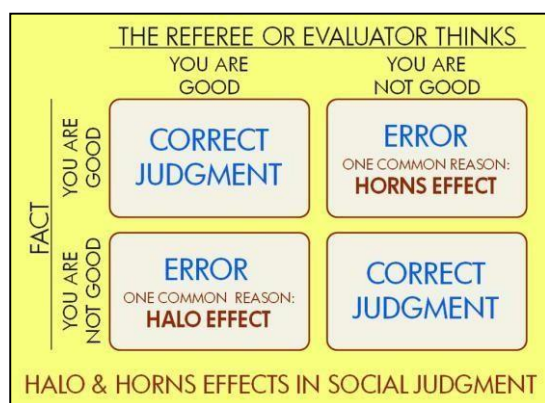 THE REFEREE OR EVALUATOR THINKS
YOU ARE
GOOD
YOU ARE
NOT GOOD
FACT
YOU ARE
GOOD
CORRECT
JUDGMENT
ERROR
ONE COMMON REASON:
HORNS EFFECT
YOU ARE
NOT GOOD
ERROR
ONE COMMON REASON:
HALO EFFECT
CORRECT
JUDGMENT
HALO & HORNS EFFECTS IN SOCIAL JUDGMENT